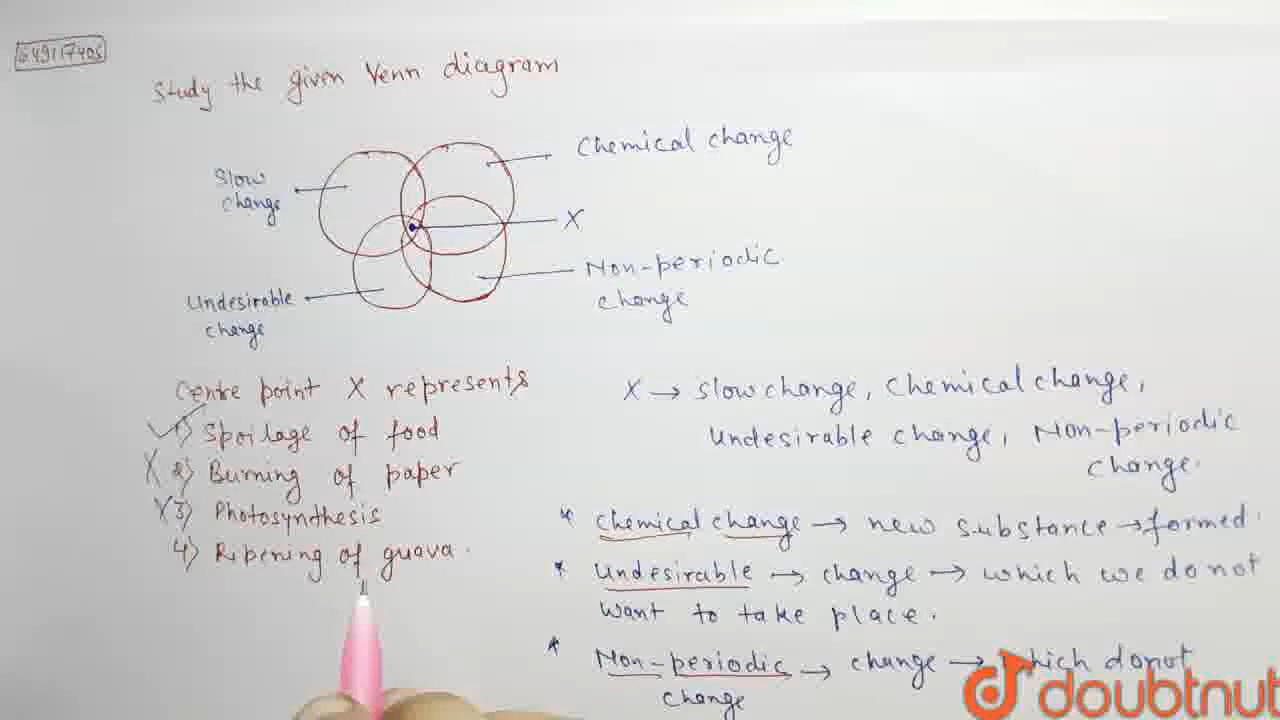 649117405
Study the given Venn diagram
Chemical change
Slow
change
X
Non-periodic
change
Undesirable
change
Centre point X represents
1) Spoilage of food
X 2) Burning of paper
X 3) Photosynthesis
4) Ripening of guava.
X → slow change, chemical change,
Undesirable change, Non-periodic
change.
* chemical change → new substance → formed.
* Undesirable → change → which we do not
want to take place.
* Non-periodic → change → which donot
change
doubtnut